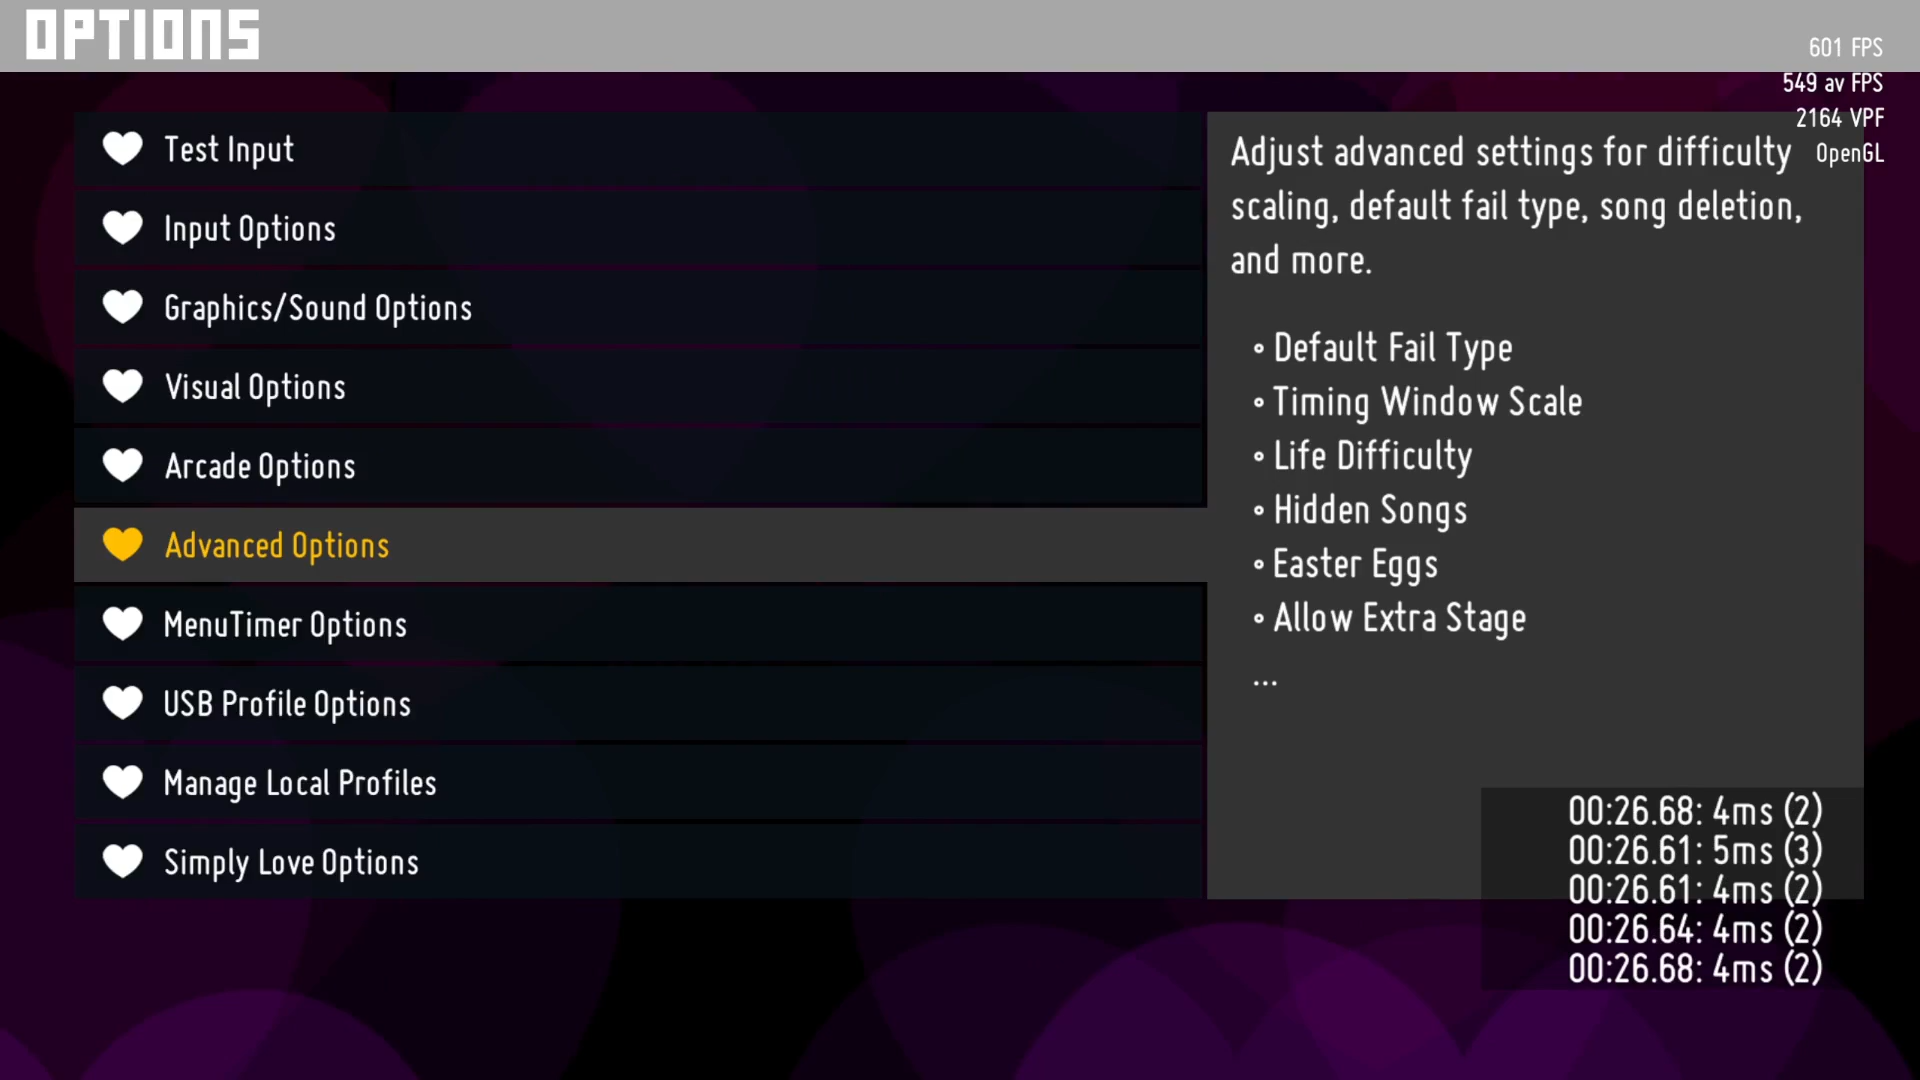 OPTIONS
601 FPS
549 av FPS
2164 VPF
OpenGL
Test Input
Input Options
Graphics/Sound Options
Visual Options
Arcade Options
Advanced Options
MenuTimer Options
USB Profile Options
Manage Local Profiles
Simply Love Options
Adjust advanced settings for difficulty
scaling, default fail type, song deletion,
and more.
• Default Fail Type
• Timing Window Scale
• Life Difficulty
• Hidden Songs
• Easter Eggs
• Allow Extra Stage
...
00:26.68: 4ms (2)
00:26.61: 5ms (3)
00:26.61: 4ms (2)
00:26.64: 4ms (2)
00:26.68: 4ms (2)